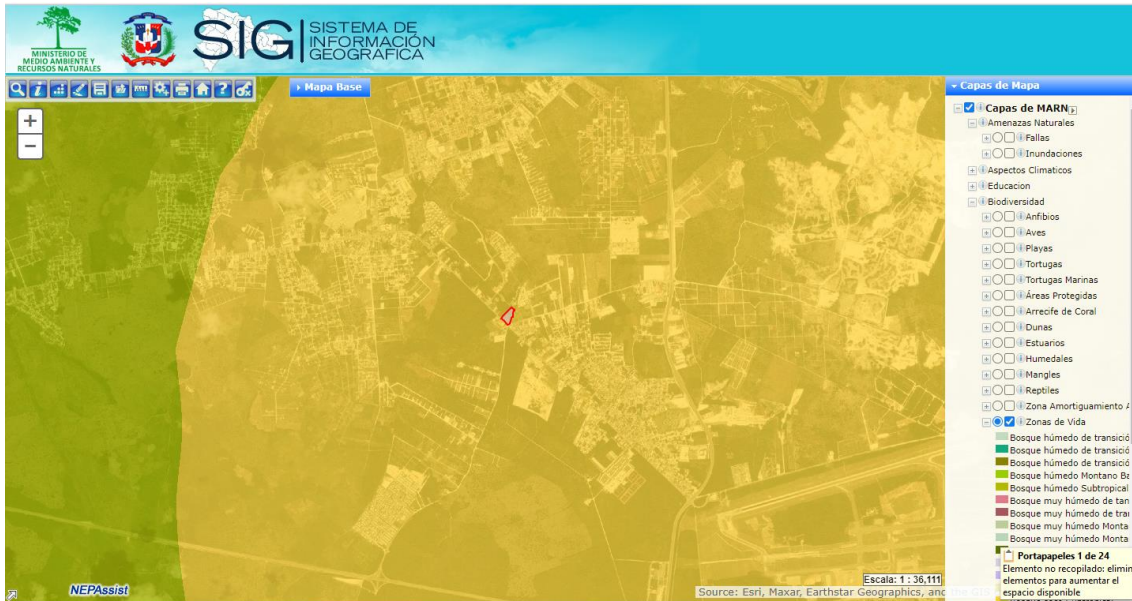 MINISTERIO DE
MEDIO AMBIENTE Y
RECURSOS NATURALES
SIG
SISTEMA DE
INFORMACIÓN
GEOGRAFICA
Mapa Base
+
−
Capas de Mapa
Capas de MARN
Amenazas Naturales
Fallas
Inundaciones
Aspectos Climaticos
Educacion
Biodiversidad
Anfibios
Aves
Playas
Tortugas
Tortugas Marinas
Áreas Protegidas
Arrecife de Coral
Dunas
Estuarios
Humedales
Mangles
Reptiles
Zona Amortiguamiento A
Zonas de Vida
Bosque húmedo de transició
Bosque húmedo de transició
Bosque húmedo de transició
Bosque húmedo Montano Ba
Bosque húmedo Subtropical
Bosque muy húmedo de tan
Bosque muy húmedo de tra
Bosque muy húmedo Monta
Bosque muy húmedo Monta
Portapapeles 1 de 24
Elemento no recopilado: elimin
elementos para aumentar el
espacio disponible
NEPAssist
Escala: 1 : 36,111
Source: Esri, Maxar, Earthstar Geographics, and the GIS